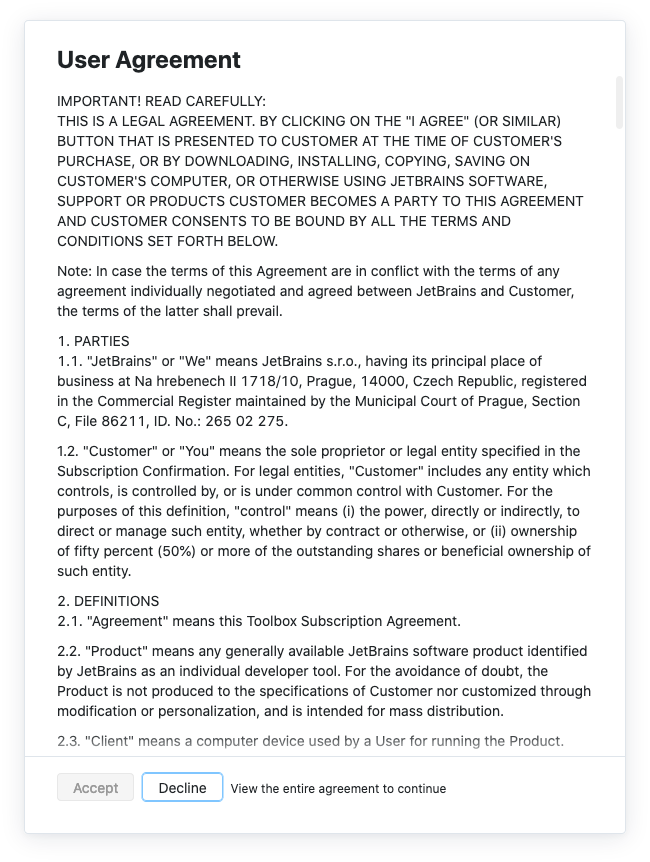 User Agreement
IMPORTANT! READ CAREFULLY:
THIS IS A LEGAL AGREEMENT. BY CLICKING ON THE "I AGREE" (OR SIMILAR)
BUTTON THAT IS PRESENTED TO CUSTOMER AT THE TIME OF CUSTOMER'S
PURCHASE, OR BY DOWNLOADING, INSTALLING, COPYING, SAVING ON
CUSTOMER'S COMPUTER, OR OTHERWISE USING JETBRAINS SOFTWARE,
SUPPORT OR PRODUCTS CUSTOMER BECOMES A PARTY TO THIS AGREEMENT
AND CUSTOMER CONSENTS TO BE BOUND BY ALL THE TERMS AND
CONDITIONS SET FORTH BELOW.
Note: In case the terms of this Agreement are in conflict with the terms of any
agreement individually negotiated and agreed between JetBrains and Customer,
the terms of the latter shall prevail.
1. PARTIES
1.1. "JetBrains" or "We" means JetBrains s.r.o., having its principal place of
business at Na hrebenech II 1718/10, Prague, 14000, Czech Republic, registered
in the Commercial Register maintained by the Municipal Court of Prague, Section
C, File 86211, ID. No.: 265 02 275.
1.2. "Customer" or "You" means the sole proprietor or legal entity specified in the
Subscription Confirmation. For legal entities, "Customer" includes any entity which
controls, is controlled by, or is under common control with Customer. For the
purposes of this definition, "control" means (i) the power, directly or indirectly, to
direct or manage such entity, whether by contract or otherwise, or (ii) ownership
of fifty percent (50%) or more of the outstanding shares or beneficial ownership of
such entity.
2. DEFINITIONS
2.1. "Agreement" means this Toolbox Subscription Agreement.
2.2. "Product" means any generally available JetBrains software product identified
by JetBrains as an individual developer tool. For the avoidance of doubt, the
Product is not produced to the specifications of Customer nor customized through
modification or personalization, and is intended for mass distribution.
2.3. "Client" means a computer device used by a User for running the Product.
Accept Decline View the entire agreement to continue